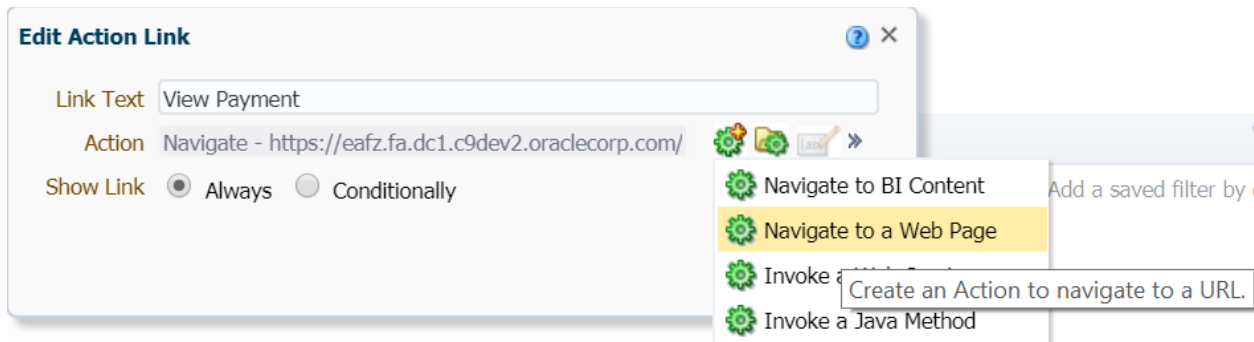 Edit Action Link
Link Text View Payment
Action Navigate - https://eafz.fa.dc1.c9dev2.oraclecorp.com/
Show Link Always Conditionally
Navigate to BI Content
Add a saved filter by
Navigate to a Web Page
Invoke a
Create an Action to navigate to a URL.
Invoke a Java Method